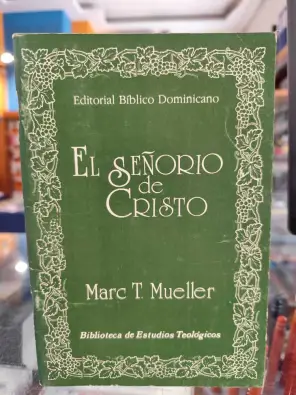 Editorial Bíblico Dominicano
EL SEÑORIO
de
CRISTO
Marc T. Mueller
Biblioteca de Estudios Teológicos